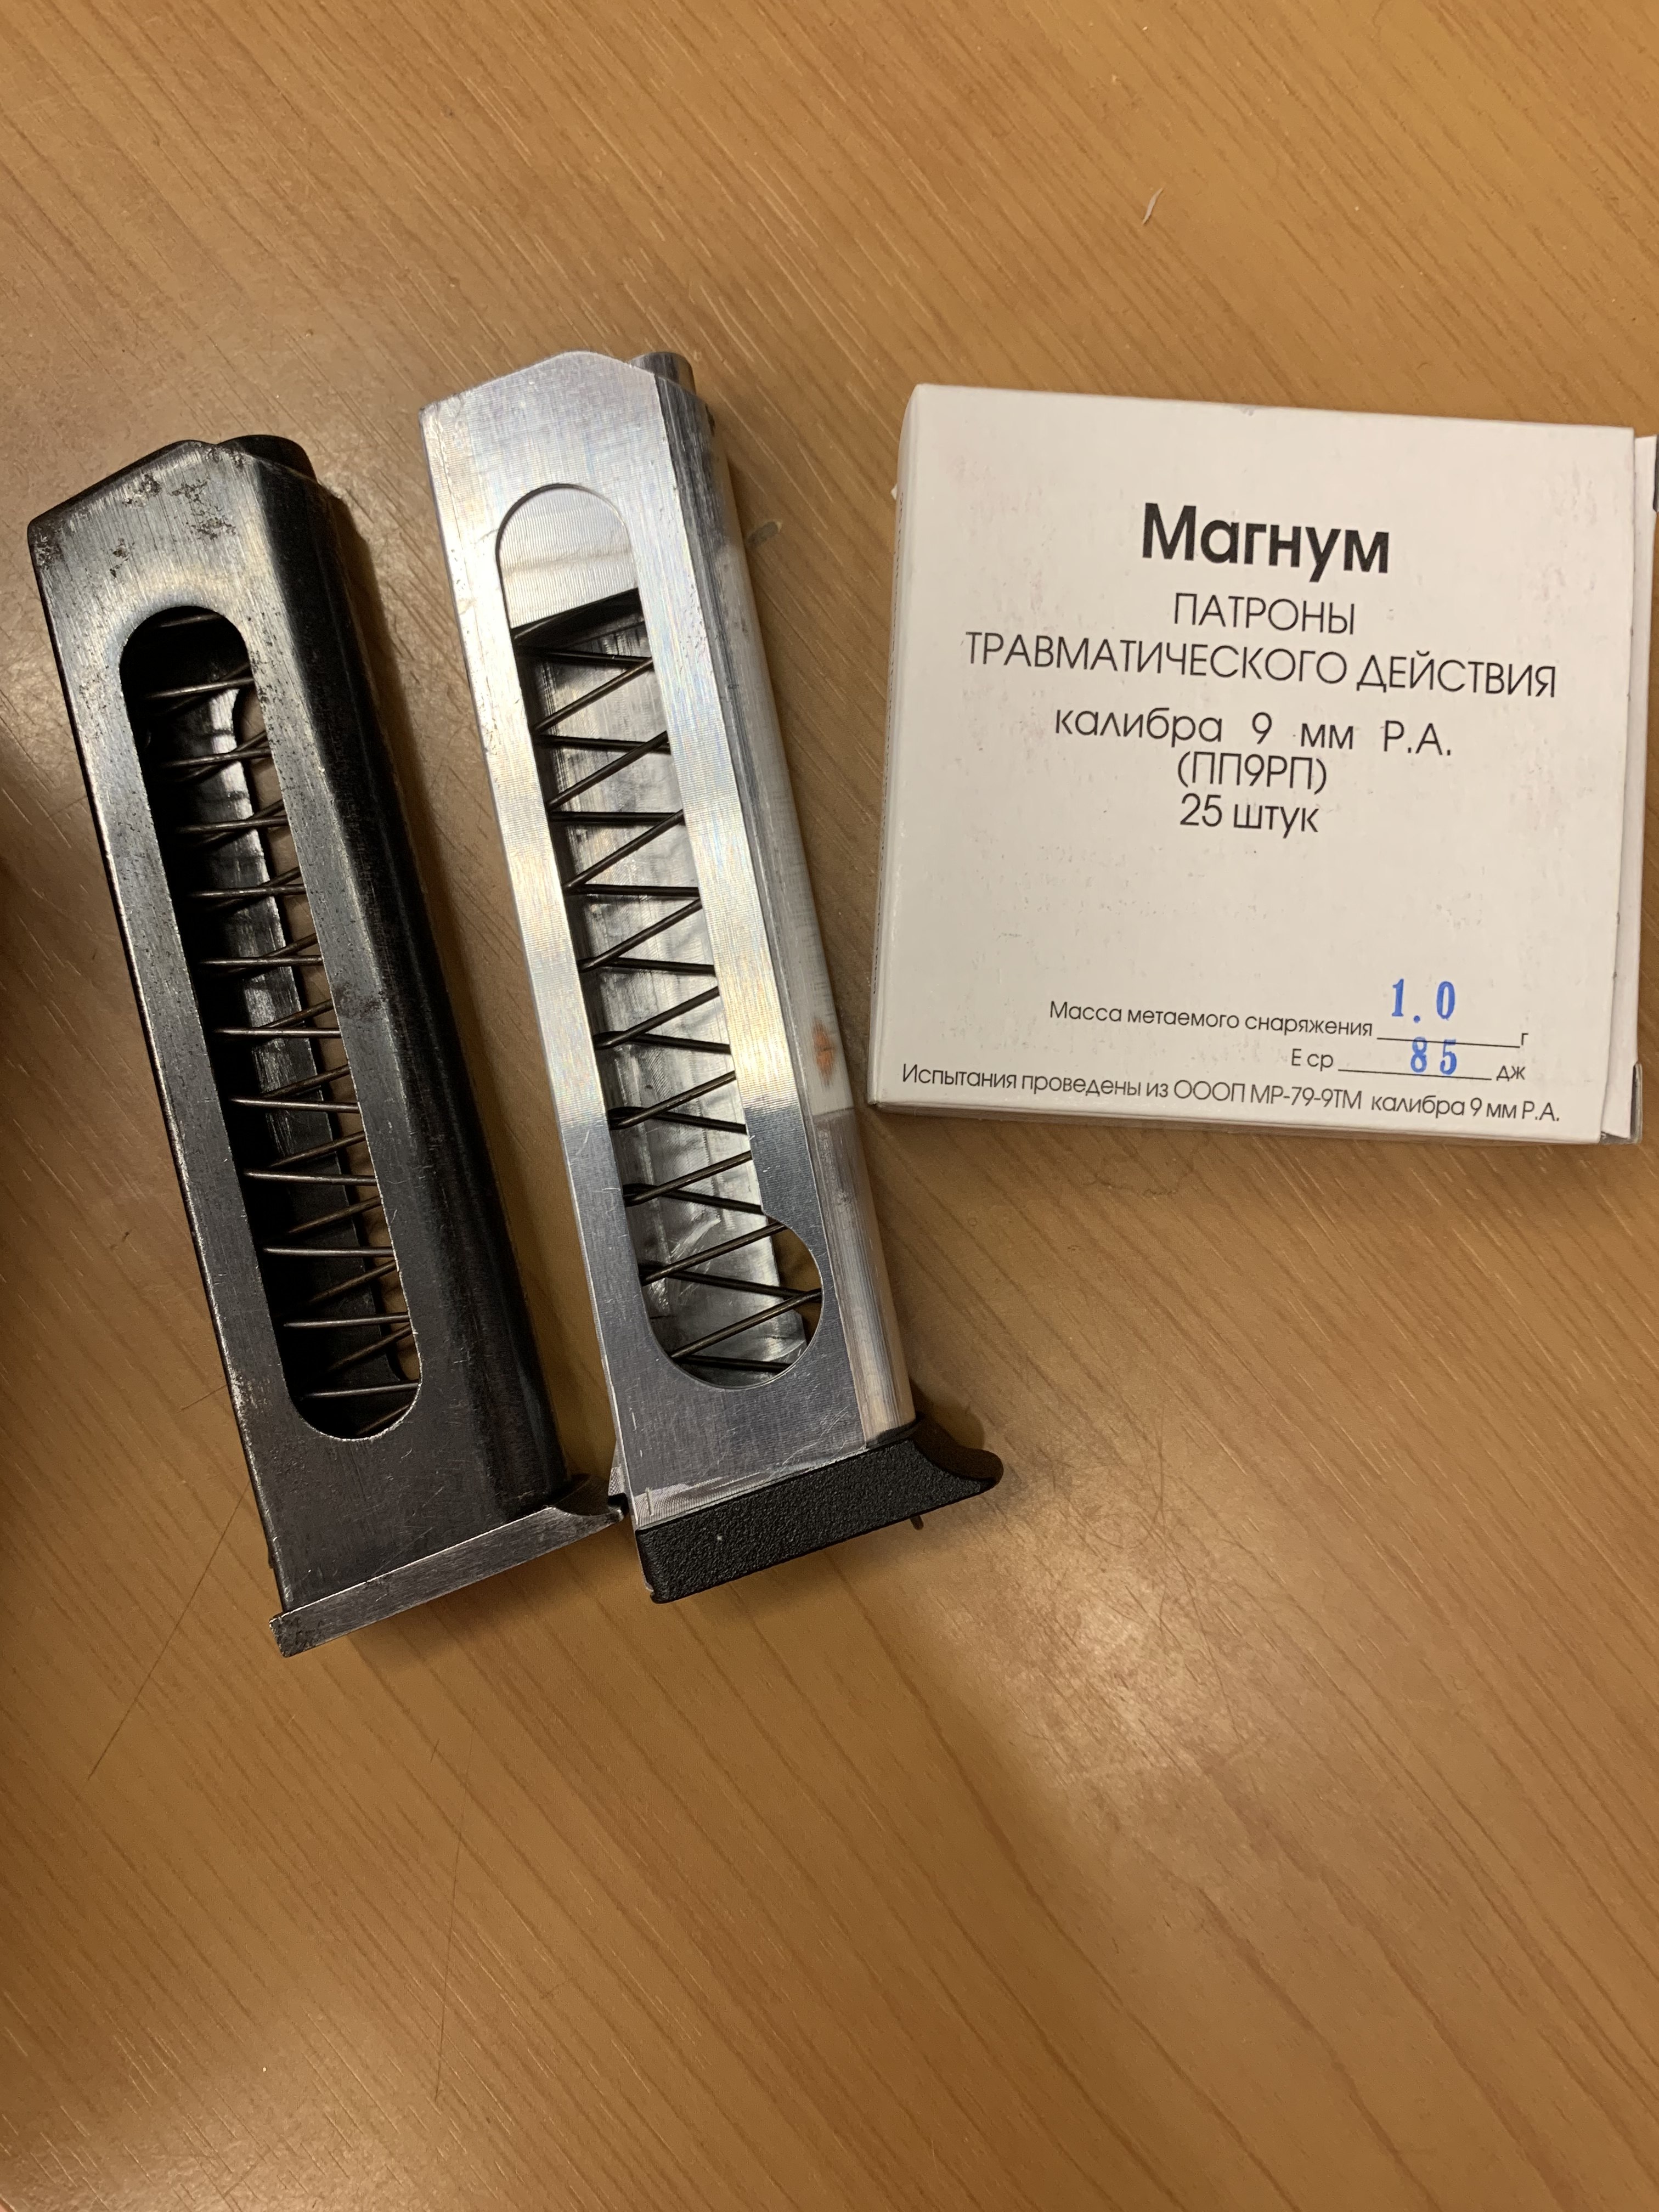 Магнум
ПАТРОНЫ
ТРАВМАТИЧЕСКОГО ДЕЙСТВИЯ
калибра 9 мм Р.А.
(ПП9РП)
25 штук
Масса метаемого снаряжения 1.0 г
Е ср 85 дж
Испытания проведены из ОООП МР-79-9ТМ калибра 9 мм Р.А.